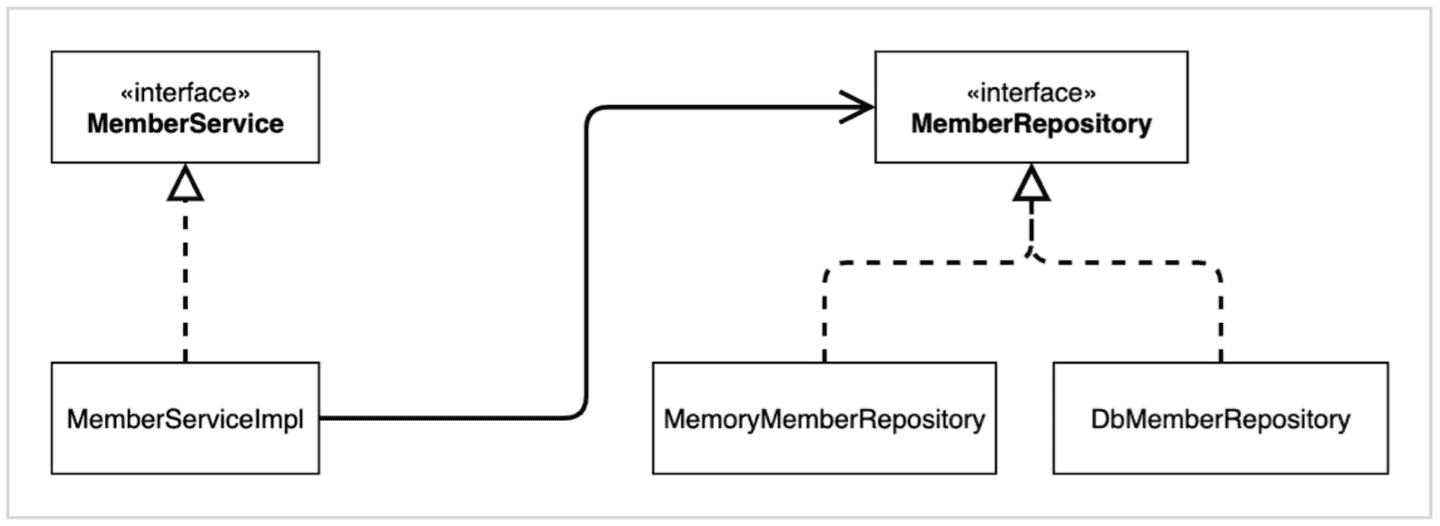 «interface»
MemberService
«interface»
MemberRepository
MemberServiceImpl
MemoryMemberRepository
DbMemberRepository